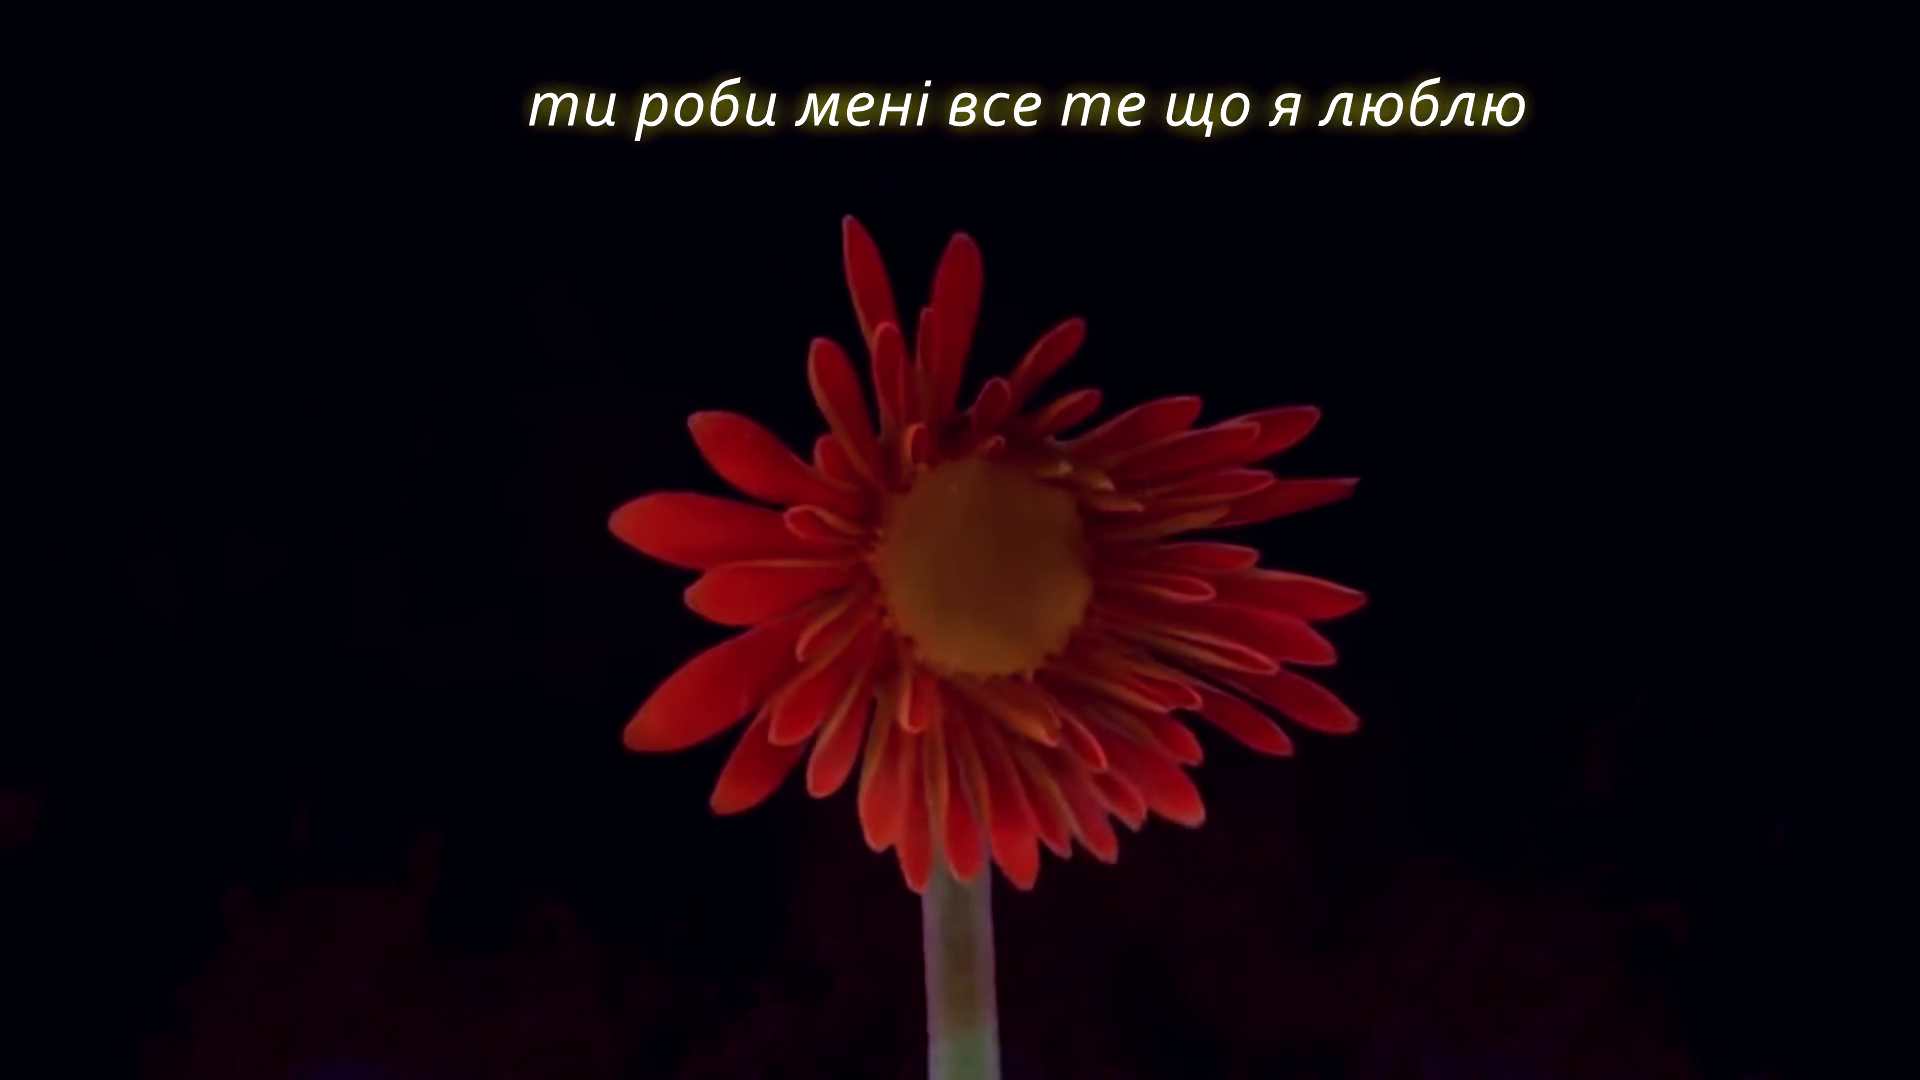 ти роби мені все те що я люблю